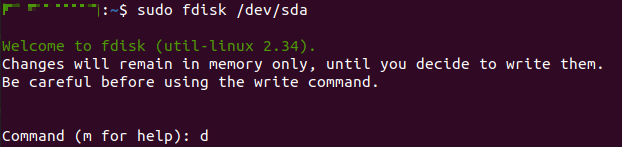 :~$ sudo fdisk /dev/sda
Welcome to fdisk (util-linux 2.34).
Changes will remain in memory only, until you decide to write them.
Be careful before using the write command.
Command (m for help): d